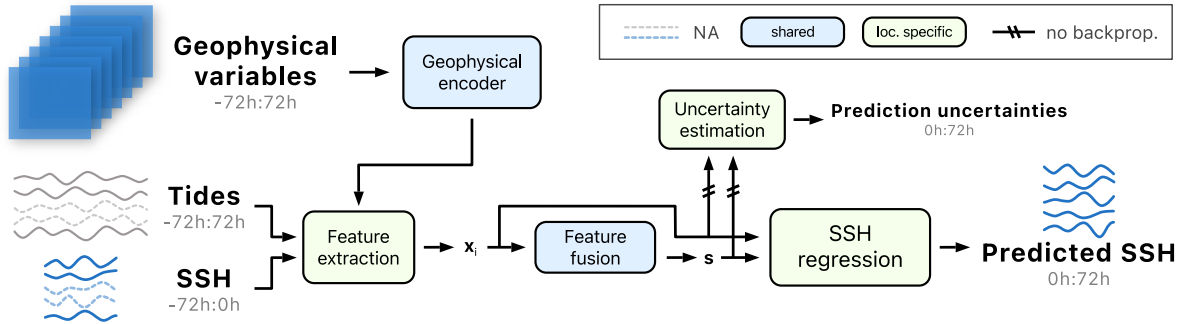 Geophysical
variables
-72h:72h
Geophysical
encoder
NA
shared
loc. specific
no backprop.
Uncertainty
estimation
Prediction uncertainties
0h:72h
Tides
-72h:72h
SSH
-72h:0h
Feature
extraction
xi
Feature
fusion
s
SSH
regression
Predicted SSH
0h:72h